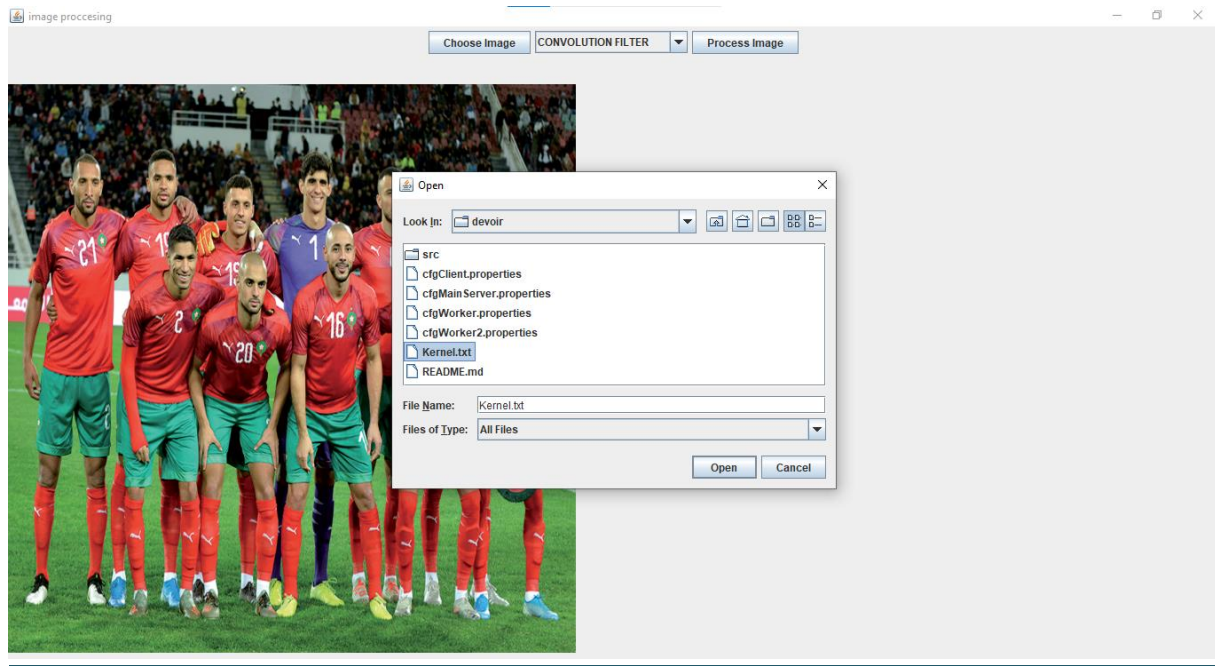 image proccesing
Choose Image CONVOLUTION FILTER Process Image
Open
Look In: devoir
src
cfgClient.properties
cfgMainServer.properties
cfgWorker.properties
cfgWorker2.properties
Kernel.txt
README.md
File Name: Kernel.txt
Files of Type: All Files
Open Cancel
21
1
2
20
16